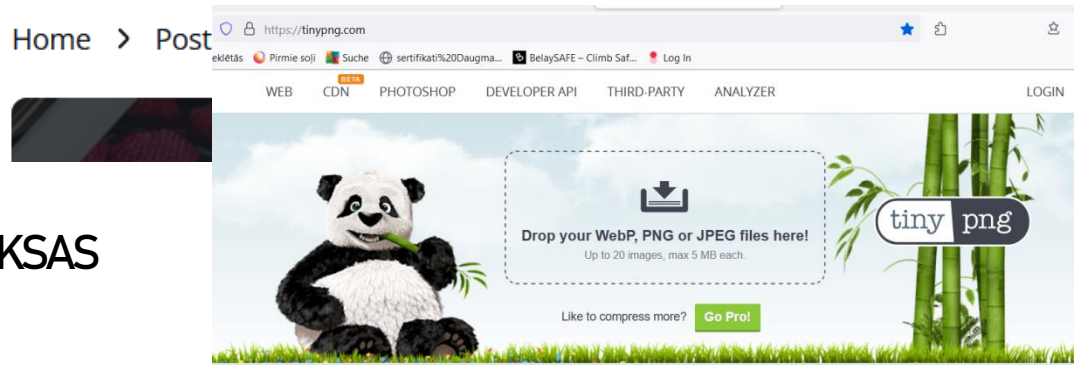 Home > Post
KSAS
https://tinypng.com
eklētās Pirmie soļi Suche sertifikati%20Daugma... BelaySAFE – Climb Saf... Log In
BETA
WEB CDN PHOTOSHOP DEVELOPER API THIRD-PARTY ANALYZER LOGIN
Drop your WebP, PNG or JPEG files here!
Up to 20 images, max 5 MB each.
tiny png
Like to compress more? Go Pro!